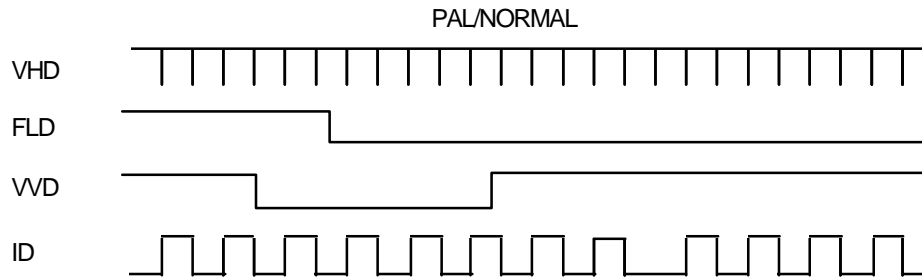 PAL/NORMAL
VHD
FLD
VVD
ID